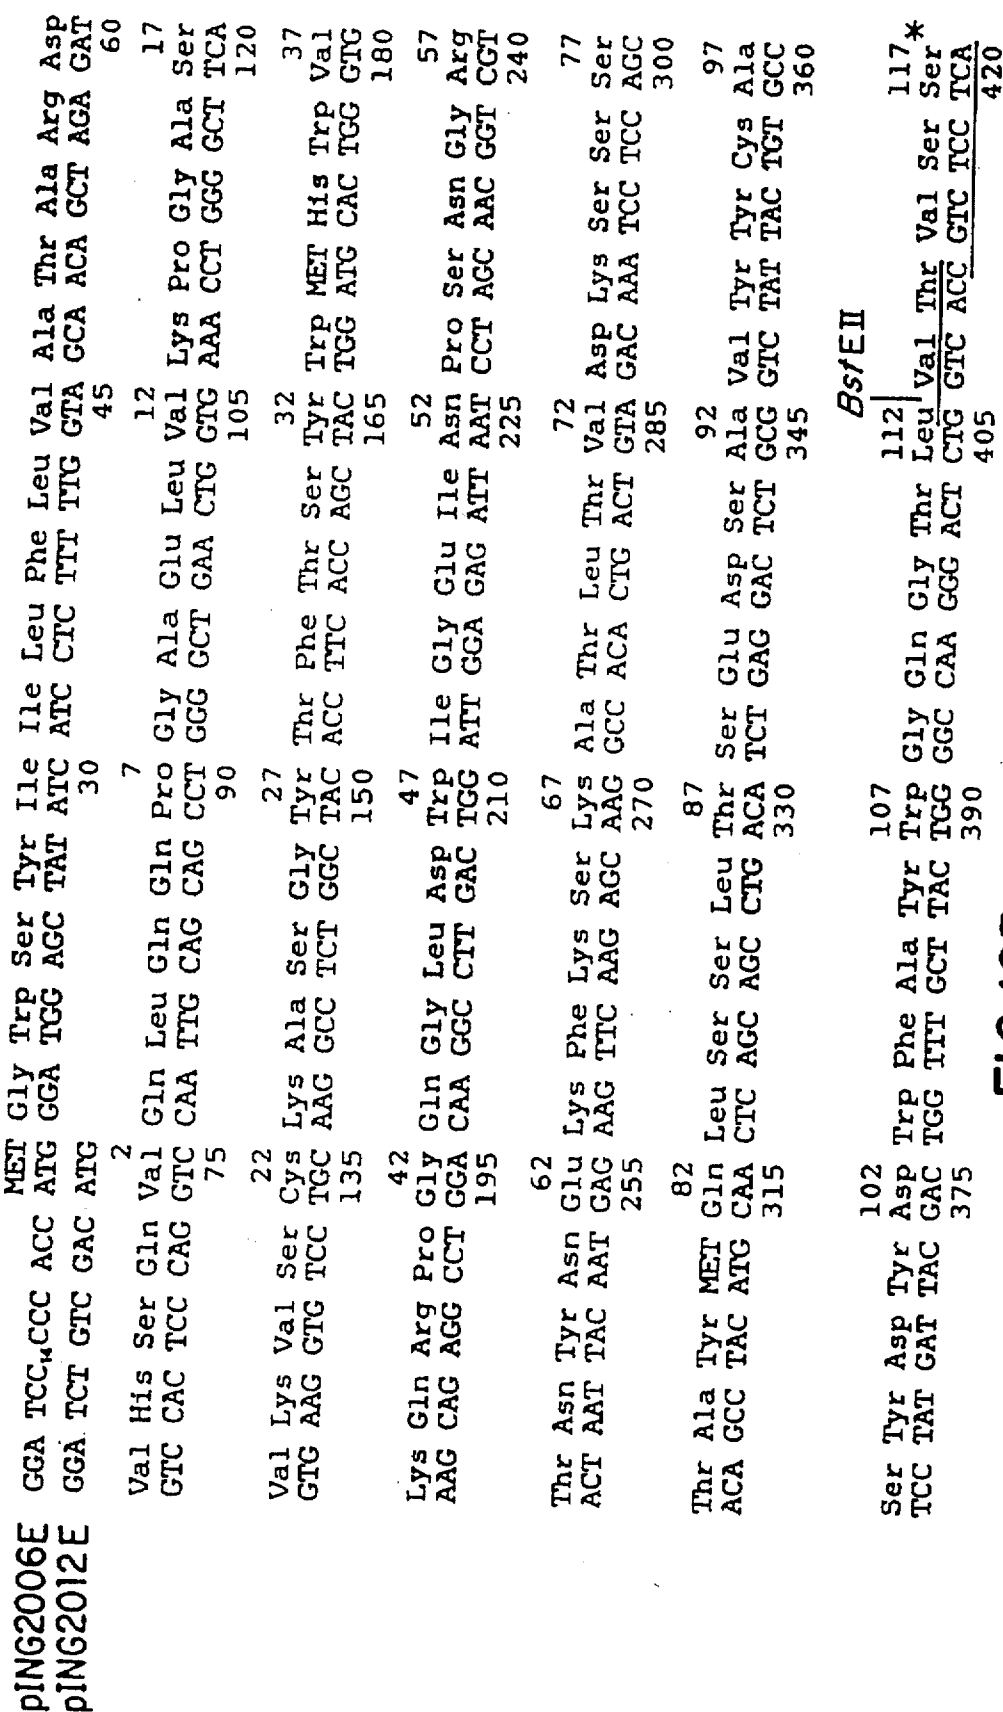 MET Gly Trp Ser Tyr Ile Ile Leu Phe Leu Val Ala Thr Ala Arg Asp
pING2006E GGA TCC CCC ACC ATG GGA TGG AGC TAT ATC ATC CTC TTT TTG GTA GCA ACA GCT AGA GAT
pING2012E GGA TCT GTC GAC ATG 30 45 60
2 7 12 17
Val His Ser Gln Val Gln Leu Gln Gln Pro Gly Ala Glu Leu Val Lys Pro Gly Ala Ser
GTC CAC TCC CAG GTC CAA TTG CAG CAG CCT GGG GCT GAA CTG GTG AAA CCT GGG GCT TCA
75 90 105 120
22 27 32 37
Val Lys Val Ser Cys Lys Ala Ser Gly Tyr Thr Phe Thr Ser Tyr Trp MET His Trp Val
GTG AAG GTG TCC TGC AAG GCC TCT GGC TAC ACC TTC ACC AGC TAC TGG ATG CAC TGG GTG
135 150 165 180
42 47 52 57
Lys Gln Arg Pro Gly Gln Gly Leu Asp Trp Ile Gly Glu Ile Asn Pro Ser Asn Gly Arg
AAG CAG AGG CCT GGA CAA GGC CTT GAC TGG ATT GGA GAG ATT AAT CCT AGC AAC GGT CGT
195 210 225 240
62 67 72 77
Thr Asn Tyr Asn Glu Lys Phe Lys Ser Lys Ala Thr Leu Thr Val Asp Lys Ser Ser Ser
ACT AAT TAC AAT GAG AAG TTC AAG AGC AAG GCC ACA CTG ACT GTA GAC AAA TCC TCC AGC
255 270 285 300
82 87 92 97
Thr Ala Tyr MET Gln Leu Ser Ser Leu Thr Ser Glu Asp Ser Ala Val Tyr Tyr Cys Ala
ACA GCC TAC ATG CAA CTC AGC AGC CTG ACA TCT GAG GAC TCT GCG GTC TAT TAC TGT GCC
315 330 345 360
BstEII
102 107 112 117
Ser Tyr Asp Tyr Asp Trp Phe Ala Tyr Trp Gly Gln Gly Thr Leu Val Thr Val Ser Ser*
TCC TAT GAT TAC GAC TGG TTT GCT TAC TGG GGC CAA GGG ACT CTG GTC ACC GTC TCC TCA
375 390 405 420